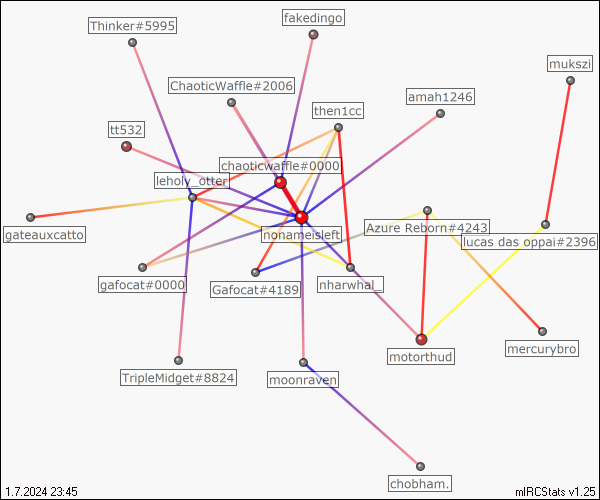 Thinker#5995
fakedingo
mukszi
ChaoticWaffle#2006
amah1246
then1cc
tt532
chaoticwaffle#0000
leholy_otter
gateauxcatto
nonameisleft
Azure Reborn#4243
lucas das oppai#2396
gafocat#0000
Gafocat#4189
nharwhal_
mercurybro
motorthud
TripleMidget#8824
moonraven
chobham.
1.7.2024 23:45
mIRCStats v1.25